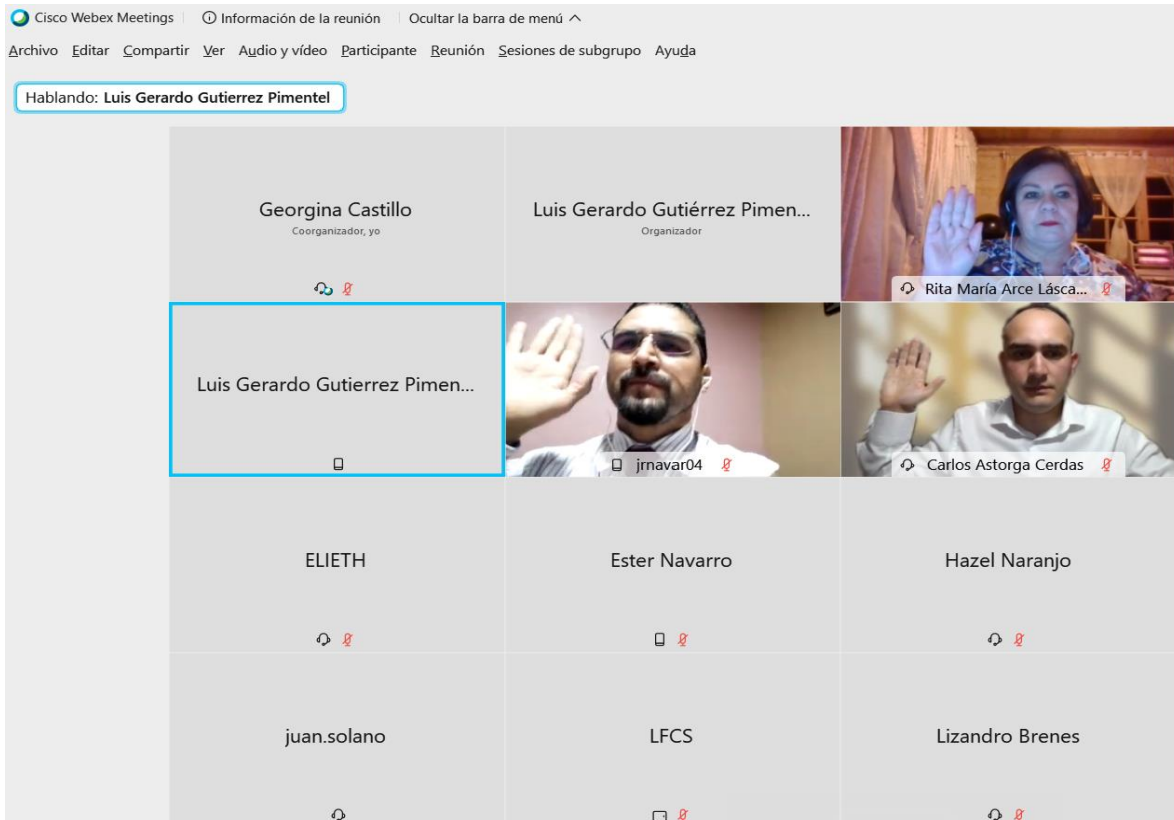 Cisco Webex Meetings Información de la reunión Ocultar la barra de menú
Archivo Editar Compartir Ver Audio y vídeo Participante Reunión Sesiones de subgrupo Ayuda
Hablando: Luis Gerardo Gutierrez Pimentel
Georgina Castillo
Coorganizador, yo
Luis Gerardo Gutiérrez Pimen...
Organizador
Rita María Arce Lásca...
Luis Gerardo Gutierrez Pimen...
jrnavar04
Carlos Astorga Cerdas
ELIETH
Ester Navarro
Hazel Naranjo
juan.solano
LFCS
Lizandro Brenes